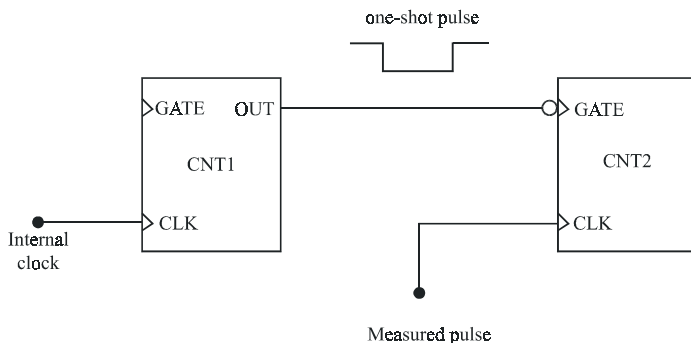 one-shot pulse
GATE OUT
CNT1
CLK
Internal
clock
GATE
CNT2
CLK
Measured pulse